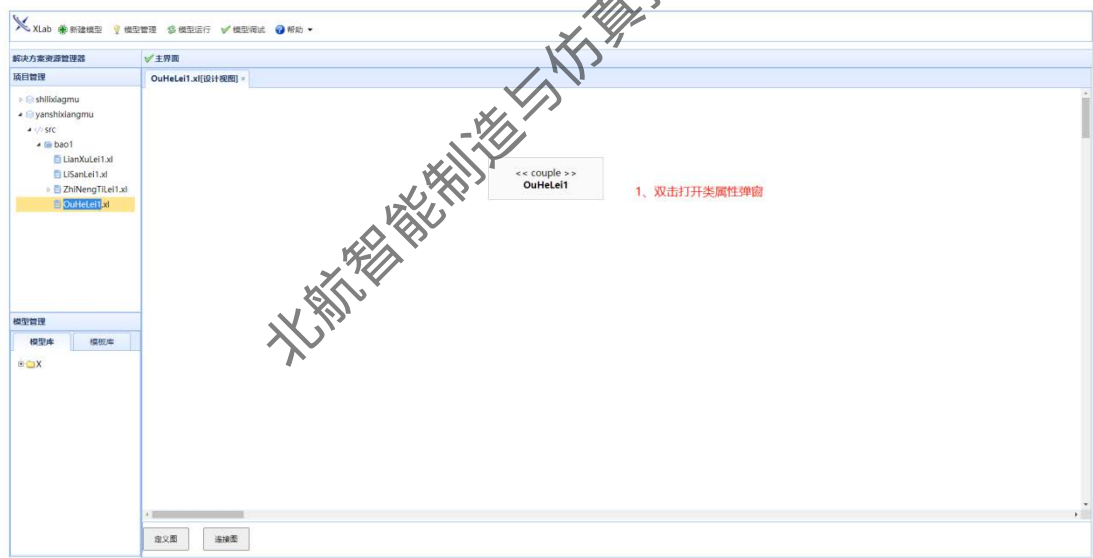 XLab 新建模型 模型管理 模型运行 模型调试 帮助
解决方案资源管理器
主界面
项目管理
OuHeLei1.xl[设计视图] ×
shilixiagmu
yanshixiangmu
src
bao1
LianXuLei1.xl
LiSanLei1.xl
ZhiNengTiLei1.xl
OuHeLei1.xl
<< couple >>
OuHeLei1
1、双击打开类属性弹窗
模型管理
模型库 模板库
X
定义图 连接图
北航智能制造与仿真